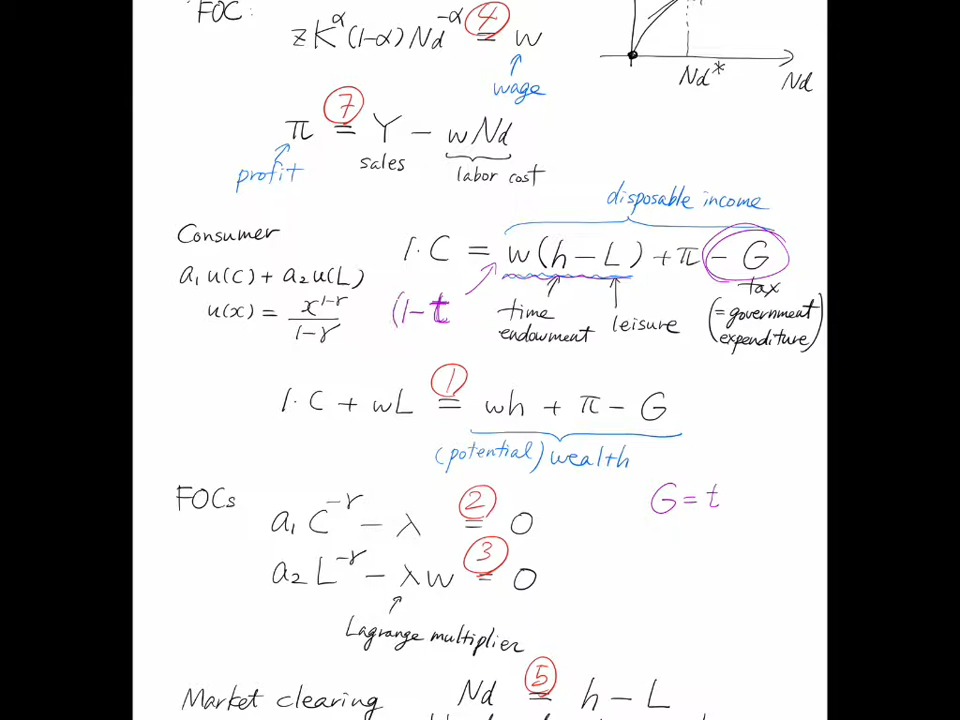 FOC:
zK^α(1-α)Nd^-α = w
④
wage
Nd*
Nd
π = Y - wNd
⑦
profit
sales
labor cost
disposable income
Consumer
1·C = w(h-L) + π - G
a₁u(C) + a₂u(L)
u(x) = x^1-γ / 1-γ
(1-t
time endowment
leisure
tax
(= government expenditure)
1·C + wL = wh + π - G
①
(potential) wealth
FOCs
a₁C^-γ - λ = 0
②
G = t
a₂L^-γ - λw = 0
③
Lagrange multiplier
Market clearing
Nd = h - L
⑤